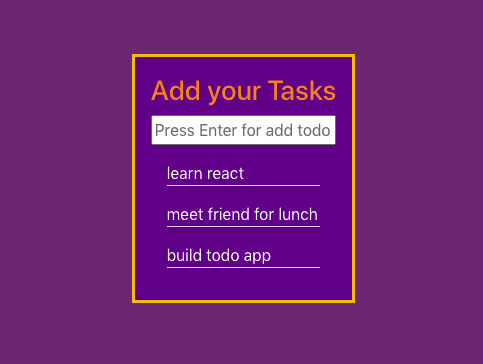 Add your Tasks
Press Enter for add todo
learn react
meet friend for lunch
build todo app